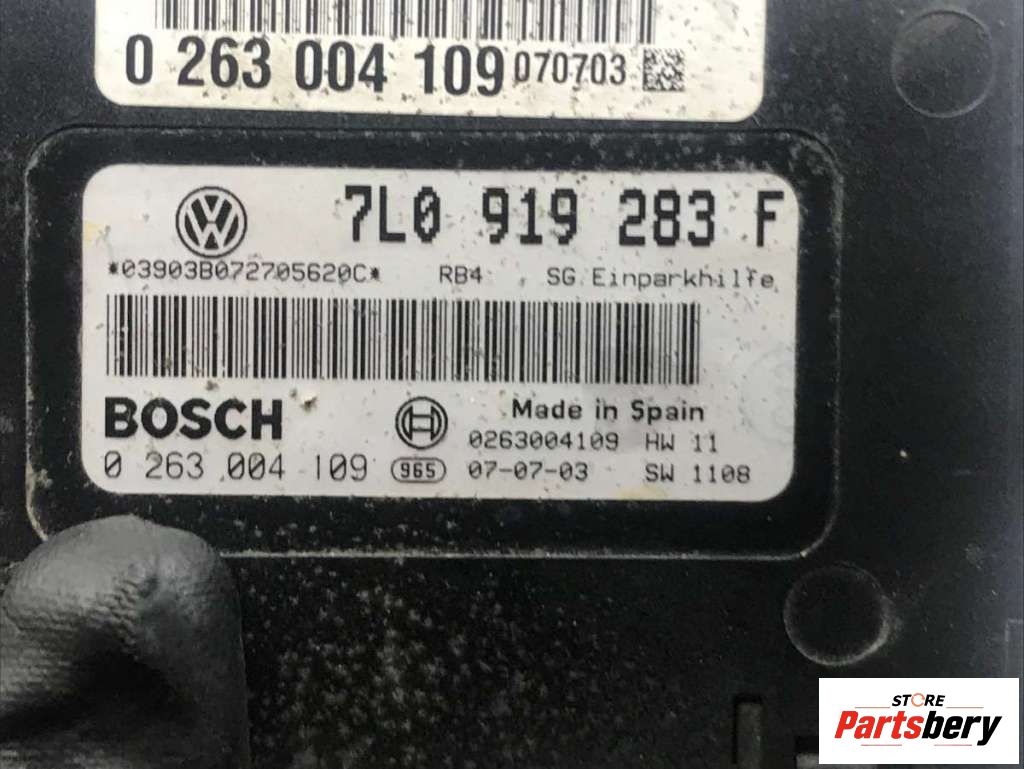 0 263 004 109 070703
VW 7L0 919 283 F
*03903B072705620C* RB4 SG Einparkhilfe
BOSCH Made in Spain
0263004109 HW 11
0 263 004 109 965 07-07-03 SW 1108
STORE
Partsbery